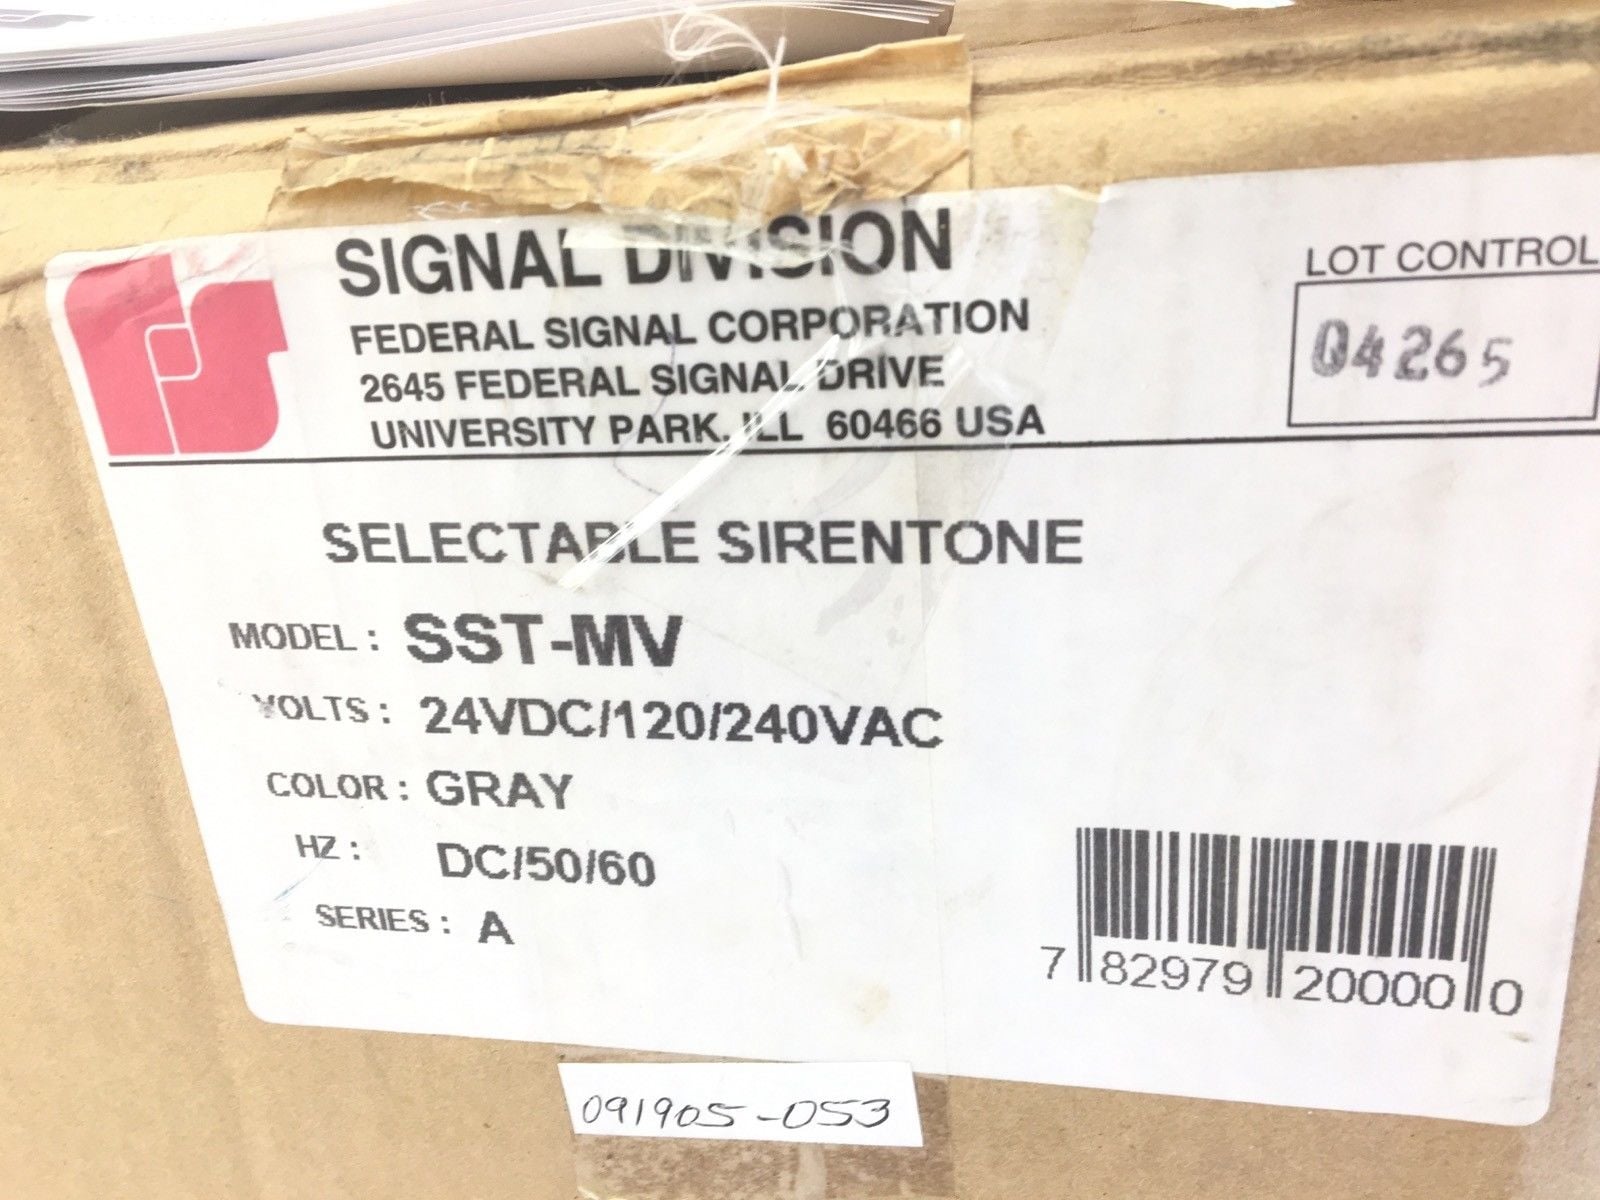 SIGNAL DIVISION
FEDERAL SIGNAL CORPORATION
2645 FEDERAL SIGNAL DRIVE
UNIVERSITY PARK, ILL 60466 USA
LOT CONTROL
04265
SELECTABLE SIRENTONE
MODEL: SST-MV
VOLTS: 24VDC/120/240VAC
COLOR: GRAY
HZ: DC/50/60
SERIES: A
7 82979 20000 0
091905-053